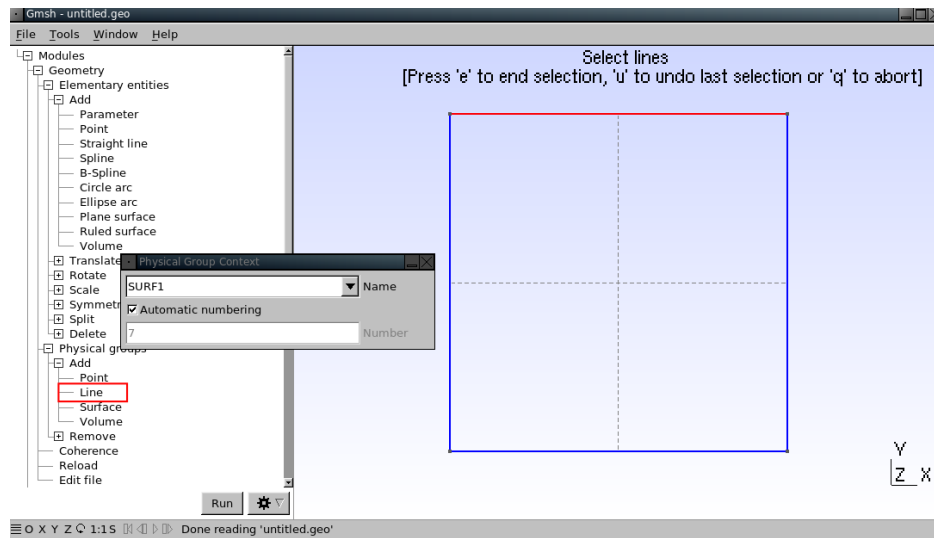 Gmsh - untitled.geo
File Tools Window Help
Modules
Geometry
Elementary entities
Add
Parameter
Point
Straight line
Spline
B-Spline
Circle arc
Ellipse arc
Plane surface
Ruled surface
Volume
Translate
Rotate
Scale
Symmetr
Split
Delete
Physical groups
Add
Point
Line
Surface
Volume
Remove
Coherence
Reload
Edit file
Run
Physical Group Context
SURF1 Name
Automatic numbering
7 Number
Select lines
[Press 'e' to end selection, 'u' to undo last selection or 'q' to abort]
Y
Z X
O X Y Z 1:1 S Done reading 'untitled.geo'